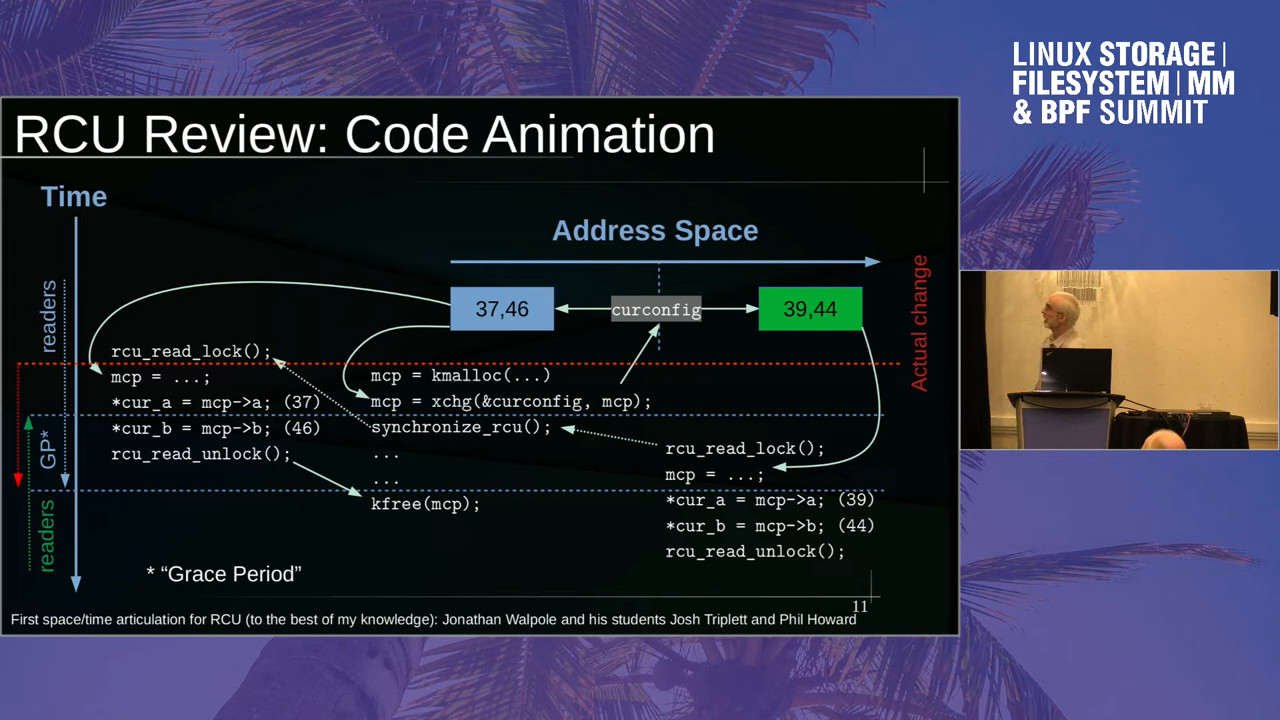 LINUX STORAGE |
FILESYSTEM | MM
& BPF SUMMIT
RCU Review: Code Animation
Time
Address Space
readers
GP*
readers
Actual change
37,46
curconfig
39,44
rcu_read_lock();
mcp = ...;
*cur_a = mcp->a; (37)
*cur_b = mcp->b; (46)
rcu_read_unlock();
mcp = kmalloc(...)
mcp = xchg(&curconfig, mcp);
synchronize_rcu();
...
...
kfree(mcp);
rcu_read_lock();
mcp = ...;
*cur_a = mcp->a; (39)
*cur_b = mcp->b; (44)
rcu_read_unlock();
* “Grace Period”
11
First space/time articulation for RCU (to the best of my knowledge): Jonathan Walpole and his students Josh Triplett and Phil Howard